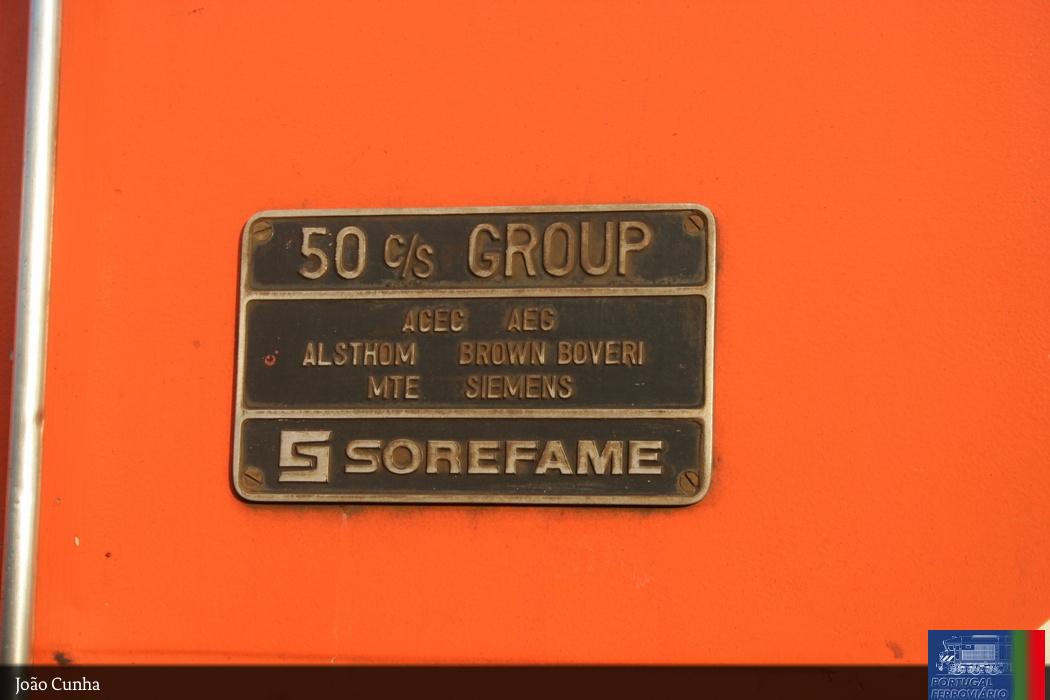 50 C/S GROUP
ACEC AEG
ALSTHOM BROWN BOVERI
MTE SIEMENS
S SOREFAME
João Cunha
PORTUGAL
FERROVIÁRIO